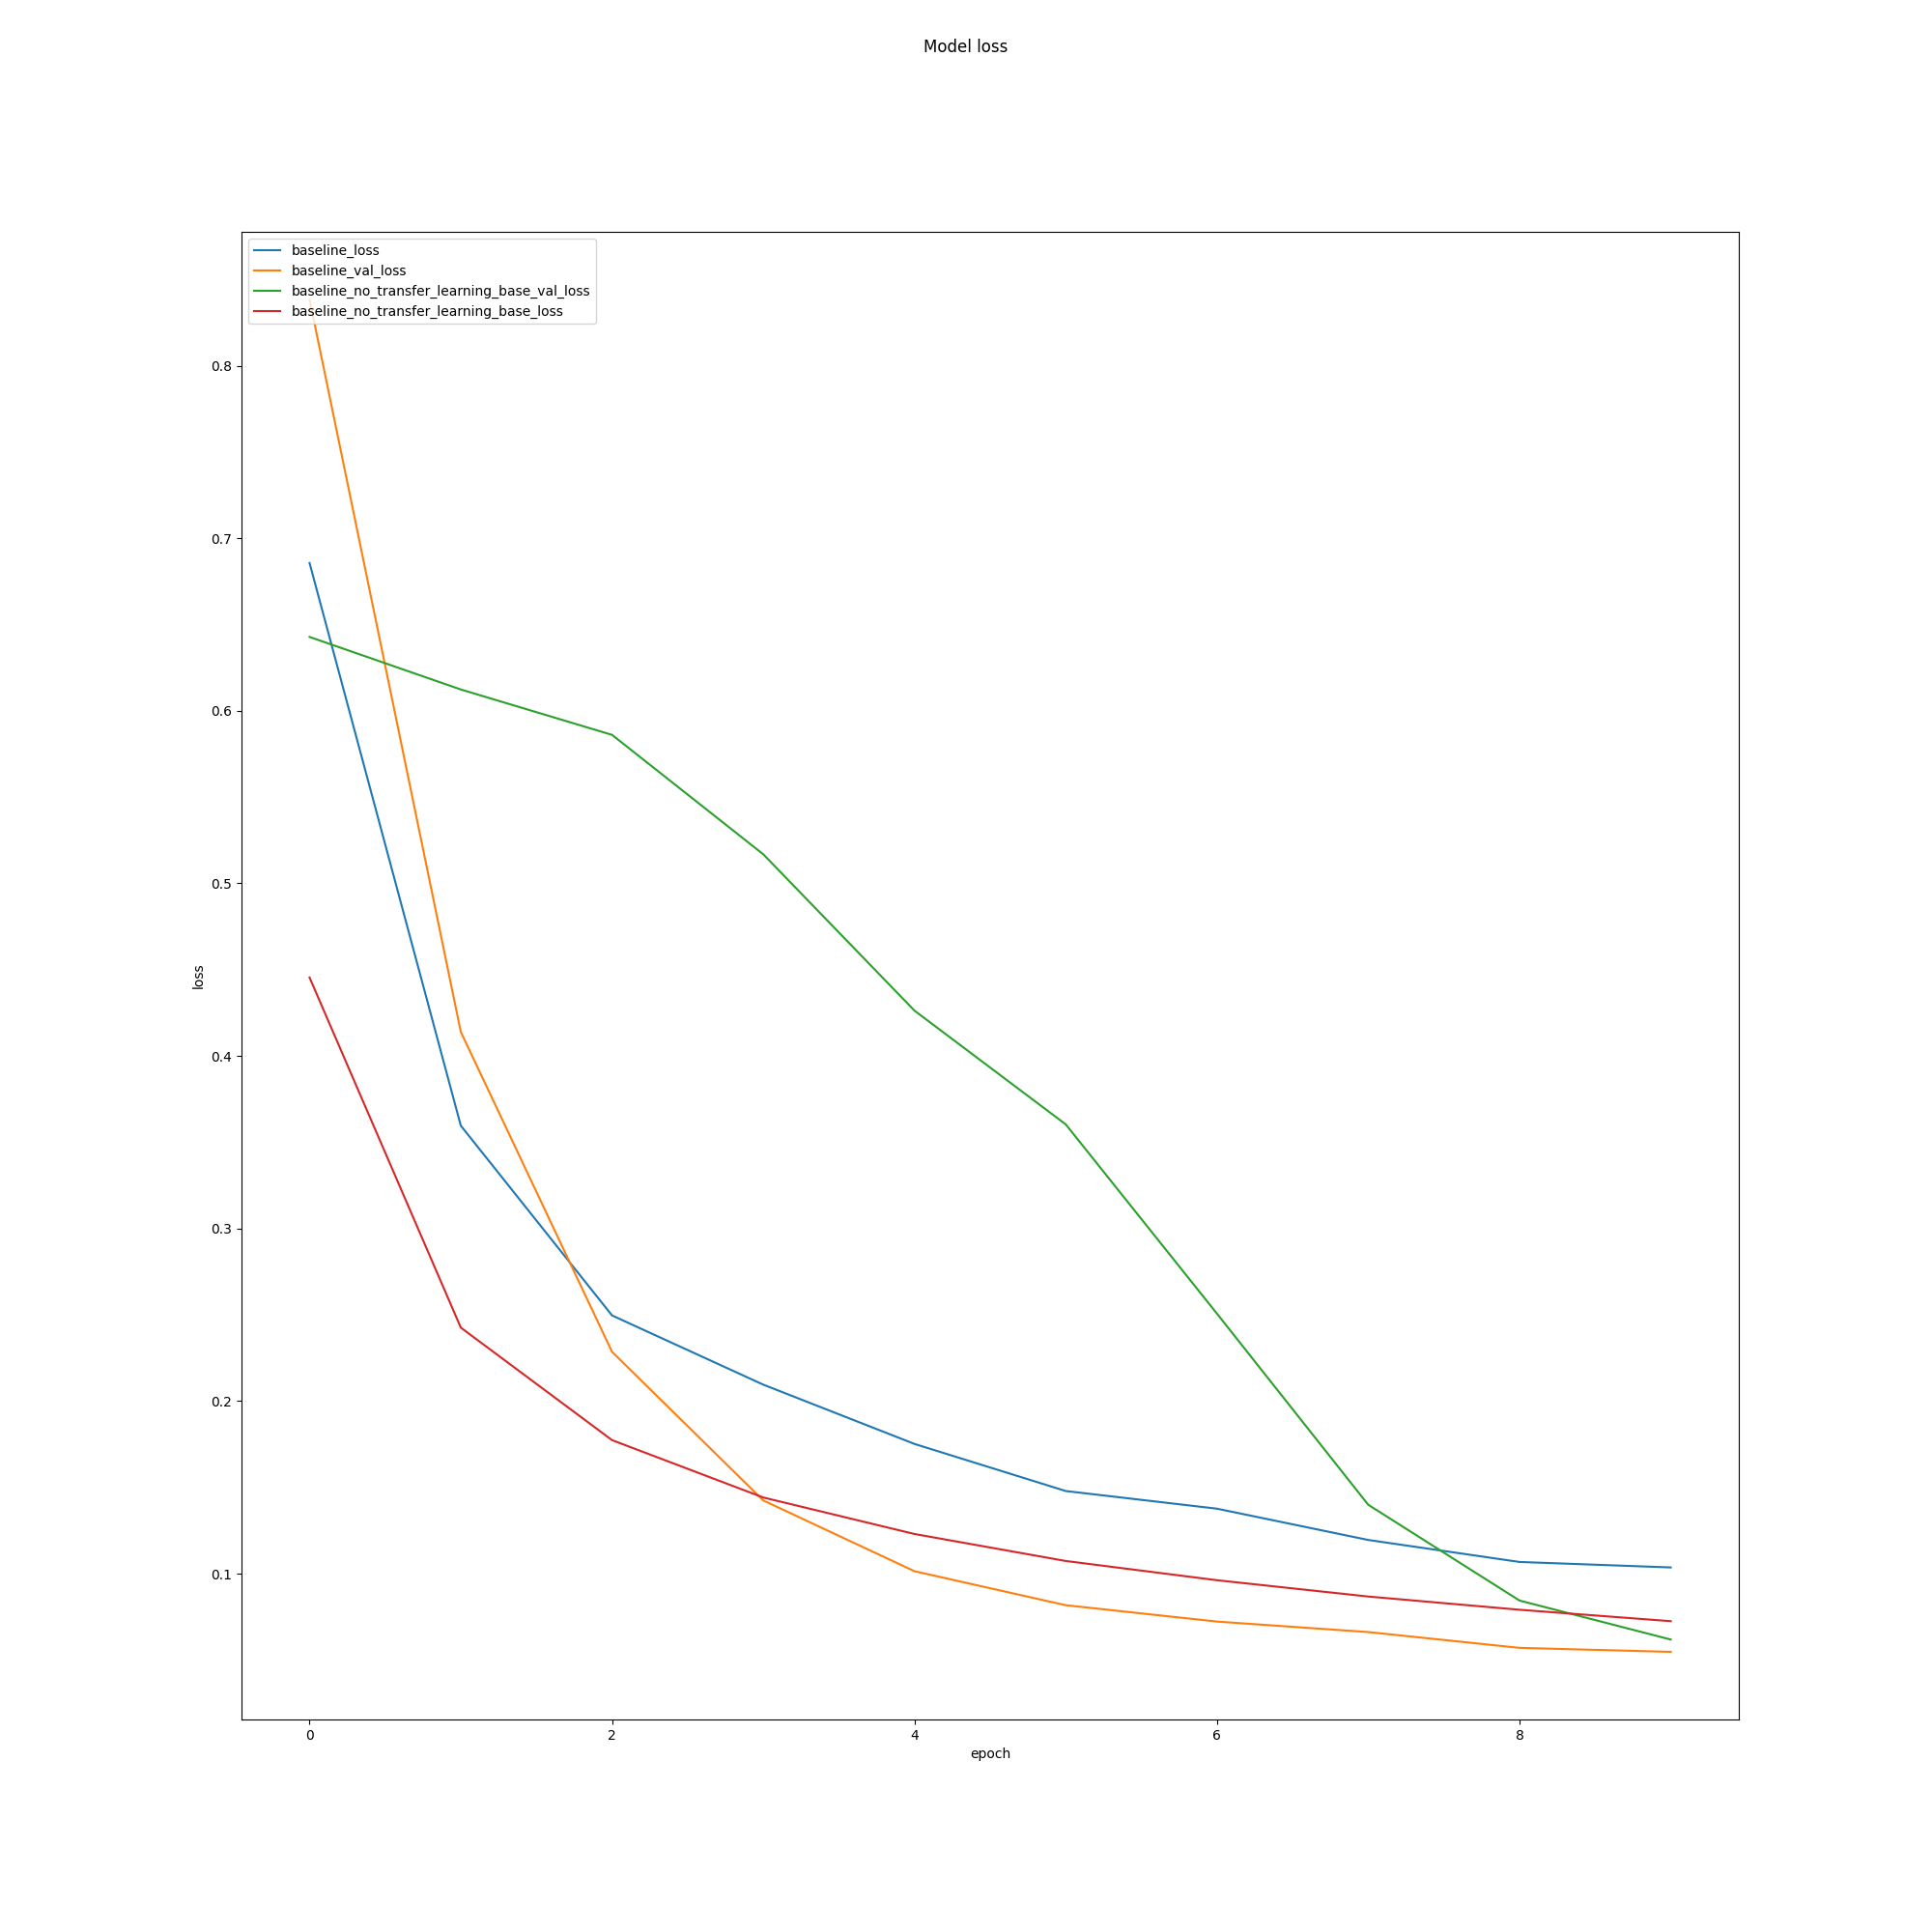 Model loss
baseline_loss
baseline_val_loss
baseline_no_transfer_learning_base_val_loss
baseline_no_transfer_learning_base_loss
0.8
0.7
0.6
0.5
loss
0.4
0.3
0.2
0.1
0 2 4 6 8
epoch